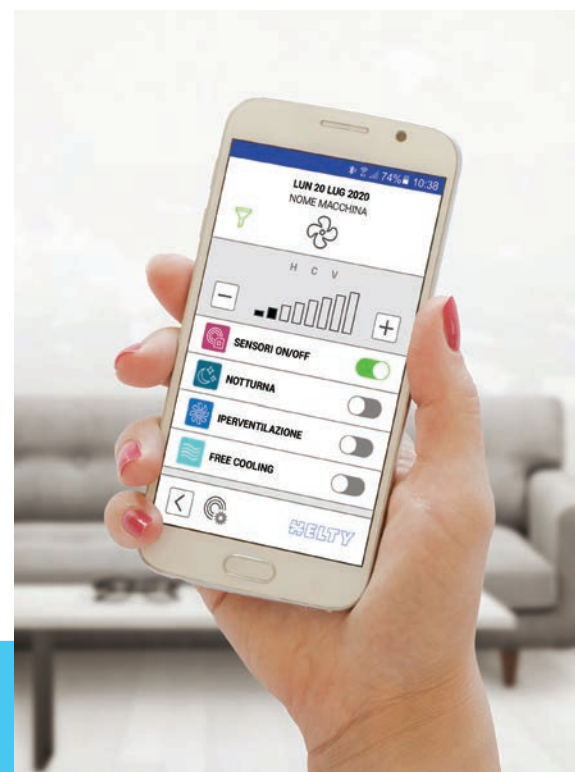 74% 10:38
LUN 20 LUG 2020
NOME MACCHINA
H C V
SENSORI ON/OFF
NOTTURNA
IPERVENTILAZIONE
FREE COOLING
HELTY